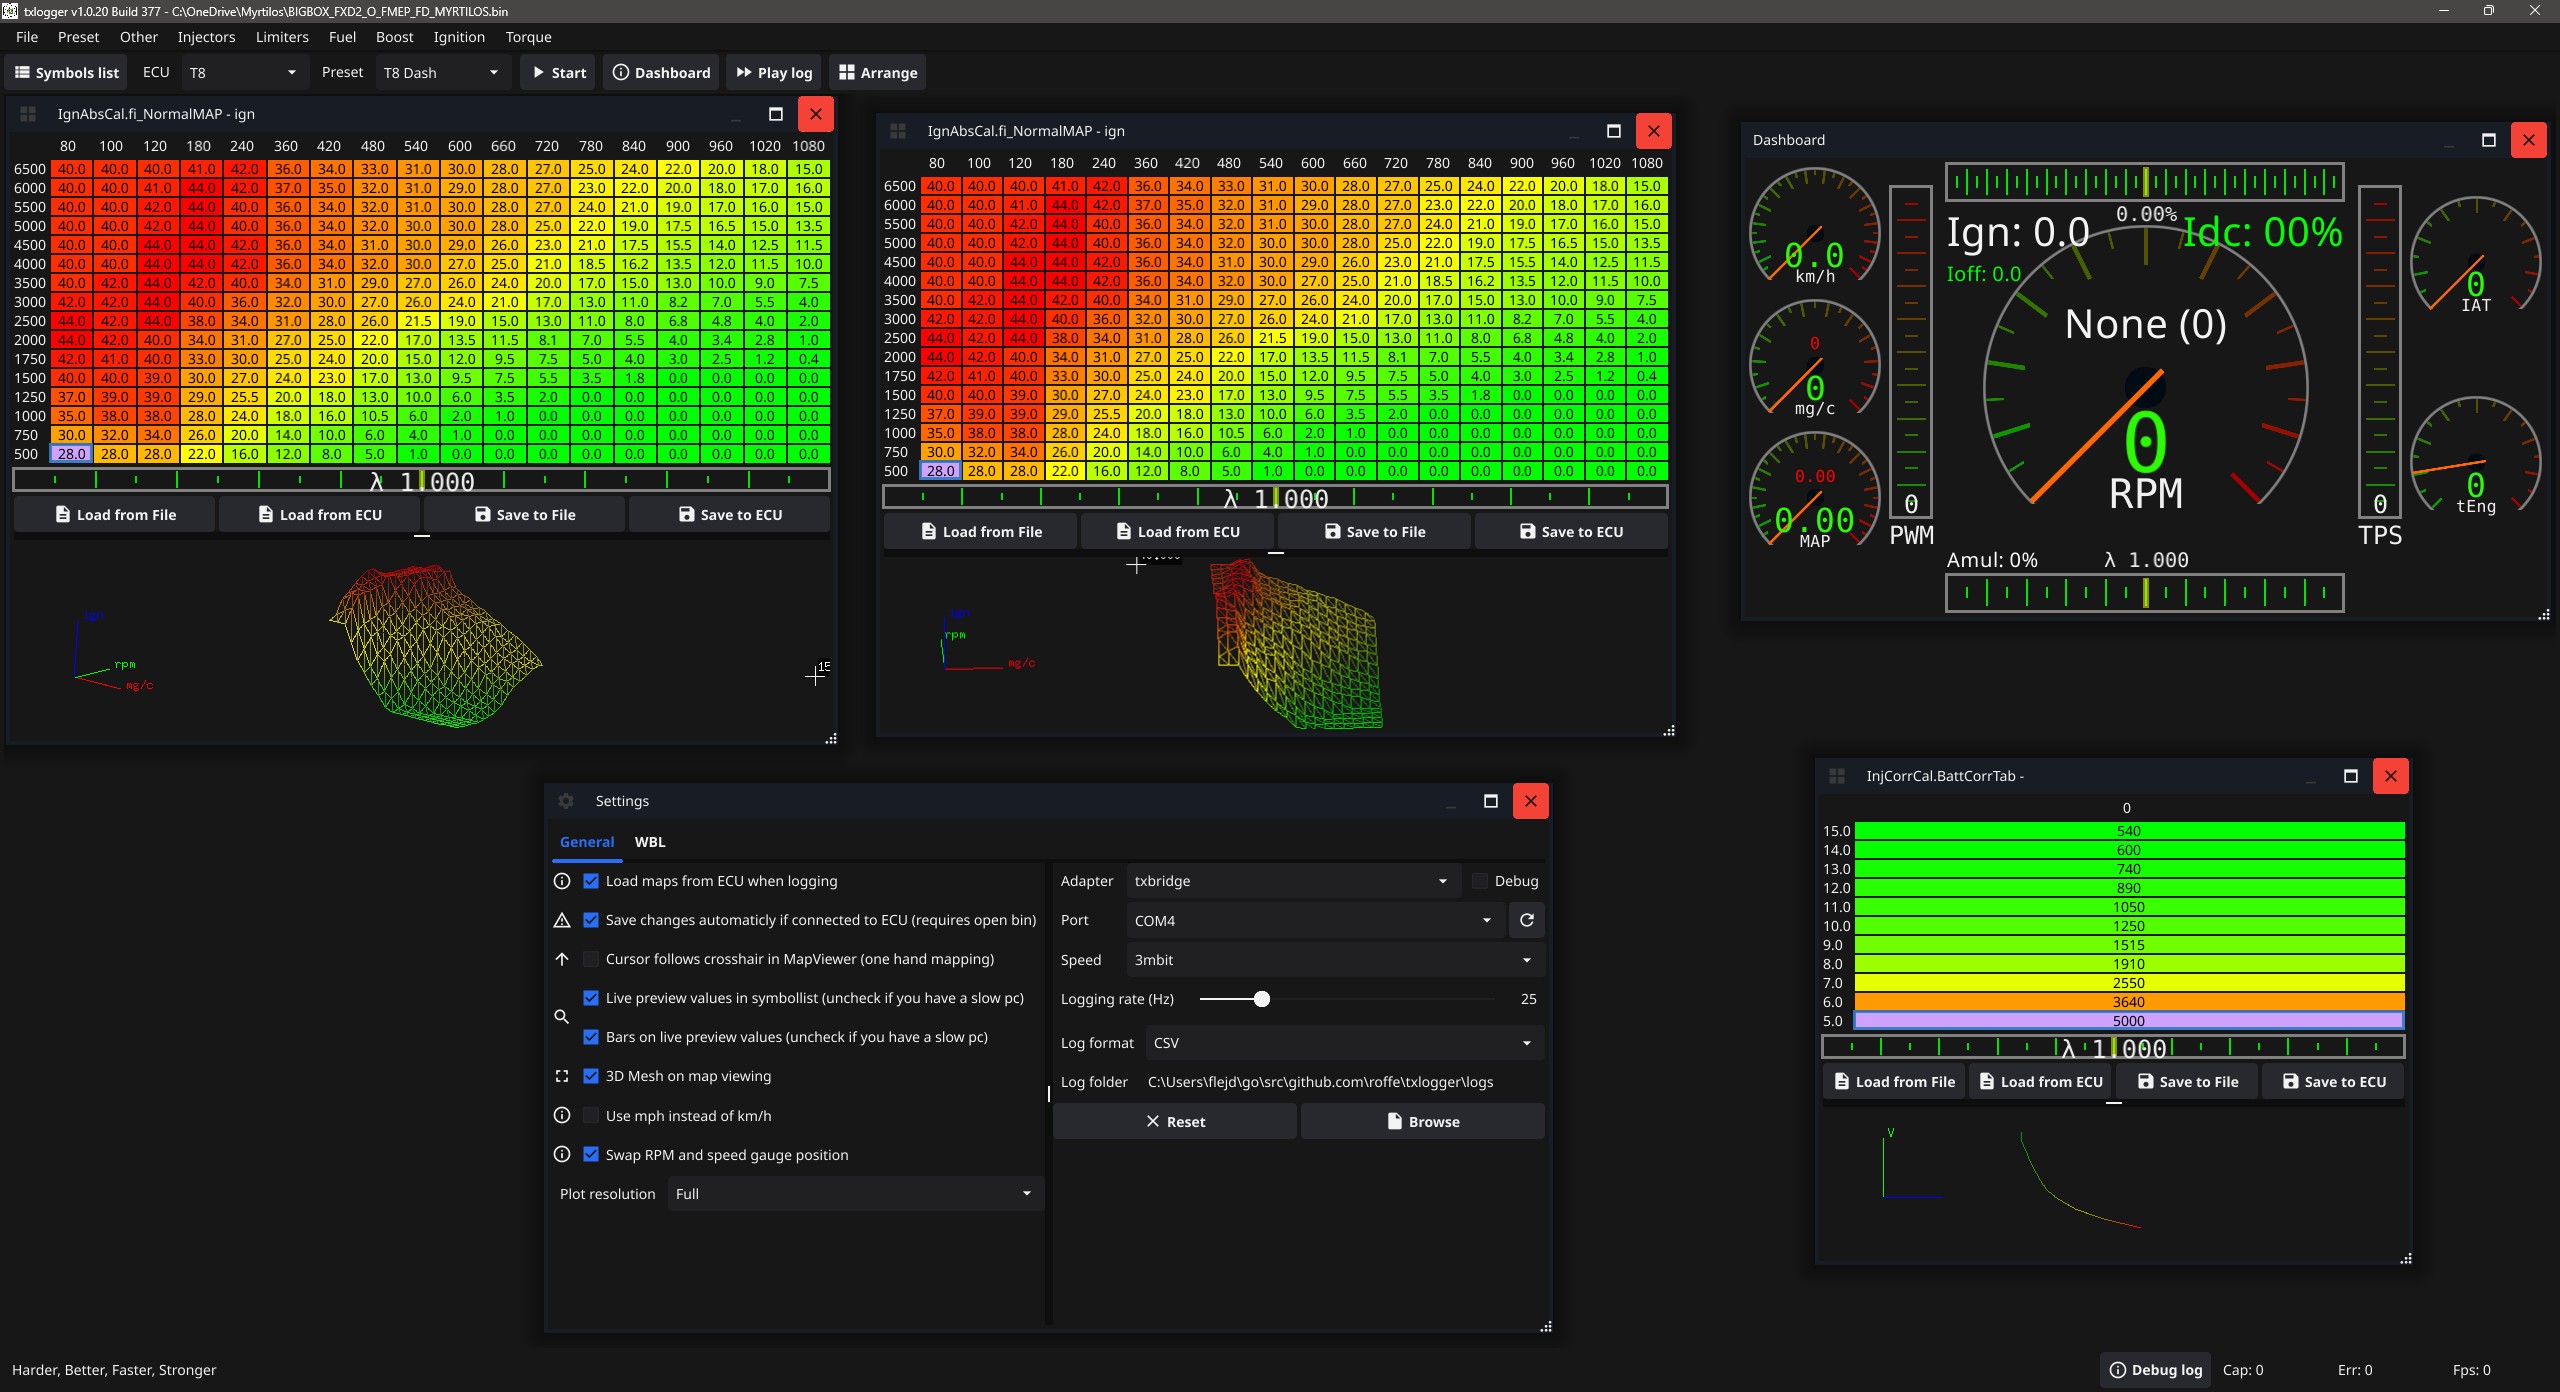 txlogger v1.0.20 Build 377 - C:\OneDrive\Myrtilos\BIGBOX_FXD2_O_FMEP_FD_MYRTILOS.bin
File Preset Other Injectors Limiters Fuel Boost Ignition Torque
Symbols list ECU T8 Preset T8 Dash Start Dashboard Play log Arrange
IgnAbsCal.fi_NormalMAP - ign
80 100 120 180 240 360 420 480 540 600 660 720 780 840 900 960 1020 1080
6500 40.0 40.0 40.0 41.0 42.0 36.0 34.0 33.0 31.0 30.0 28.0 27.0 25.0 24.0 22.0 20.0 18.0 15.0
6000 40.0 40.0 41.0 44.0 42.0 37.0 35.0 32.0 31.0 29.0 28.0 27.0 23.0 22.0 20.0 18.0 17.0 16.0
5500 40.0 40.0 42.0 44.0 40.0 36.0 34.0 32.0 31.0 30.0 28.0 27.0 24.0 21.0 19.0 17.0 16.0 15.0
5000 40.0 40.0 42.0 44.0 42.0 36.0 34.0 32.0 30.0 30.0 28.0 25.0 22.0 19.0 17.5 16.5 15.0 13.5
4500 40.0 40.0 44.0 44.0 42.0 36.0 34.0 31.0 30.0 29.0 26.0 23.0 21.0 17.5 15.5 14.0 12.5 11.5
4000 40.0 40.0 44.0 44.0 42.0 36.0 34.0 32.0 30.0 27.0 25.0 21.0 18.5 16.2 13.5 12.0 11.5 10.0
3500 40.0 42.0 44.0 42.0 40.0 34.0 31.0 29.0 27.0 26.0 24.0 20.0 17.0 15.0 13.0 10.0 9.0 7.5
3000 42.0 42.0 44.0 40.0 36.0 32.0 30.0 27.0 26.0 24.0 21.0 17.0 13.0 11.0 8.2 7.0 5.5 4.0
2500 44.0 42.0 44.0 38.0 34.0 31.0 28.0 26.0 21.5 19.0 15.0 13.0 11.0 8.0 6.8 4.8 4.0 2.0
2000 44.0 42.0 40.0 34.0 31.0 27.0 25.0 22.0 17.0 13.5 11.5 8.1 7.0 5.5 4.0 3.4 2.8 1.0
1750 42.0 41.0 40.0 33.0 30.0 25.0 24.0 20.0 15.0 12.0 9.5 7.5 5.0 4.0 3.0 2.5 1.2 0.4
1500 40.0 40.0 39.0 30.0 27.0 24.0 23.0 17.0 13.0 9.5 7.5 5.5 3.5 1.8 0.0 0.0 0.0 0.0
1250 37.0 39.0 39.0 29.0 25.5 20.0 18.0 13.0 10.0 6.0 3.5 2.0 0.0 0.0 0.0 0.0 0.0 0.0
1000 35.0 38.0 38.0 28.0 24.0 18.0 16.0 10.5 6.0 2.0 1.0 0.0 0.0 0.0 0.0 0.0 0.0 0.0
750 30.0 32.0 34.0 26.0 20.0 14.0 10.0 6.0 4.0 1.0 0.0 0.0 0.0 0.0 0.0 0.0 0.0 0.0
500 28.0 28.0 28.0 22.0 16.0 12.0 8.0 5.0 1.0 0.0 0.0 0.0 0.0 0.0 0.0 0.0 0.0 0.0
λ 1.000
Load from File Load from ECU Save to File Save to ECU
rpm
mg/c
15
IgnAbsCal.fi_NormalMAP - ign
80 100 120 180 240 360 420 480 540 600 660 720 780 840 900 960 1020 1080
6500 40.0 40.0 40.0 41.0 42.0 36.0 34.0 33.0 31.0 30.0 28.0 27.0 25.0 24.0 22.0 20.0 18.0 15.0
6000 40.0 40.0 41.0 44.0 42.0 37.0 35.0 32.0 31.0 29.0 28.0 27.0 23.0 22.0 20.0 18.0 17.0 16.0
5500 40.0 40.0 42.0 44.0 40.0 36.0 34.0 32.0 31.0 30.0 28.0 27.0 24.0 21.0 19.0 17.0 16.0 15.0
5000 40.0 40.0 42.0 44.0 42.0 36.0 34.0 32.0 30.0 30.0 28.0 25.0 22.0 19.0 17.5 16.5 15.0 13.5
4500 40.0 40.0 44.0 44.0 42.0 36.0 34.0 31.0 30.0 29.0 26.0 23.0 21.0 17.5 15.5 14.0 12.5 11.5
4000 40.0 40.0 44.0 44.0 42.0 36.0 34.0 32.0 30.0 27.0 25.0 21.0 18.5 16.2 13.5 12.0 11.5 10.0
3500 40.0 42.0 44.0 42.0 40.0 34.0 31.0 29.0 27.0 26.0 24.0 20.0 17.0 15.0 13.0 10.0 9.0 7.5
3000 42.0 42.0 44.0 40.0 36.0 32.0 30.0 27.0 26.0 24.0 21.0 17.0 13.0 11.0 8.2 7.0 5.5 4.0
2500 44.0 42.0 44.0 38.0 34.0 31.0 28.0 26.0 21.5 19.0 15.0 13.0 11.0 8.0 6.8 4.8 4.0 2.0
2000 44.0 42.0 40.0 34.0 31.0 27.0 25.0 22.0 17.0 13.5 11.5 8.1 7.0 5.5 4.0 3.4 2.8 1.0
1750 42.0 41.0 40.0 33.0 30.0 25.0 24.0 20.0 15.0 12.0 9.5 7.5 5.0 4.0 3.0 2.5 1.2 0.4
1500 40.0 40.0 39.0 30.0 27.0 24.0 23.0 17.0 13.0 9.5 7.5 5.5 3.5 1.8 0.0 0.0 0.0 0.0
1250 37.0 39.0 39.0 29.0 25.5 20.0 18.0 13.0 10.0 6.0 3.5 2.0 0.0 0.0 0.0 0.0 0.0 0.0
1000 35.0 38.0 38.0 28.0 24.0 18.0 16.0 10.5 6.0 2.0 1.0 0.0 0.0 0.0 0.0 0.0 0.0 0.0
750 30.0 32.0 34.0 26.0 20.0 14.0 10.0 6.0 4.0 1.0 0.0 0.0 0.0 0.0 0.0 0.0 0.0 0.0
500 28.0 28.0 28.0 22.0 16.0 12.0 8.0 5.0 1.0 0.0 0.0 0.0 0.0 0.0 0.0 0.0 0.0 0.0
λ 1.000
Load from File Load from ECU Save to File Save to ECU
rpm
mg/c
Dashboard
0.0
km/h
0
0
mg/c
0.00
0.00
MAP
0
PWM
0.00%
Ign: 0.0
Idc: 00%
Ioff: 0.0
None (0)
0
RPM
Amul: 0% λ 1.000
0
TPS
0
IAT
0
tEng
Settings
General WBL
Load maps from ECU when logging
Save changes automaticly if connected to ECU (requires open bin)
Cursor follows crosshair in MapViewer (one hand mapping)
Live preview values in symbollist (uncheck if you have a slow pc)
Bars on live preview values (uncheck if you have a slow pc)
3D Mesh on map viewing
Use mph instead of km/h
Swap RPM and speed gauge position
Plot resolution Full
Adapter txbridge Debug
Port COM4
Speed 3mbit
Logging rate (Hz) 25
Log format CSV
Log folder C:\Users\flejd\go\src\github.com\roffe\txlogger\logs
Reset Browse
InjCorrCal.BattCorrTab -
0
15.0 540
14.0 600
13.0 740
12.0 890
11.0 1050
10.0 1250
9.0 1515
8.0 1910
7.0 2550
6.0 3640
5.0 5000
λ 1.000
Load from File Load from ECU Save to File Save to ECU
V
Harder, Better, Faster, Stronger
Debug log Cap: 0 Err: 0 Fps: 0